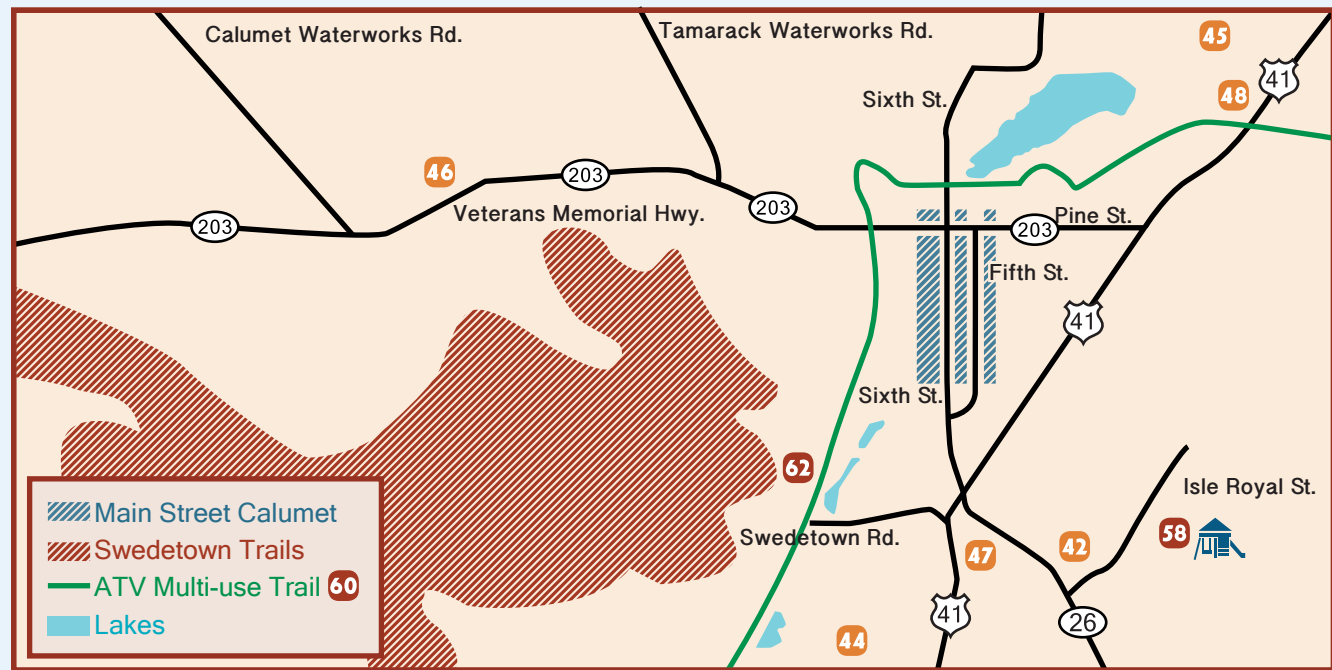 Calumet Waterworks Rd.
Tamarack Waterworks Rd.
45
41
48
Sixth St.
46
203
Veterans Memorial Hwy.
203
203
Pine St.
203
Fifth St.
41
Sixth St.
62
Isle Royal St.
Swedetown Rd.
47
42
58
41
26
44
Main Street Calumet
Swedetown Trails
ATV Multi-use Trail 60
Lakes